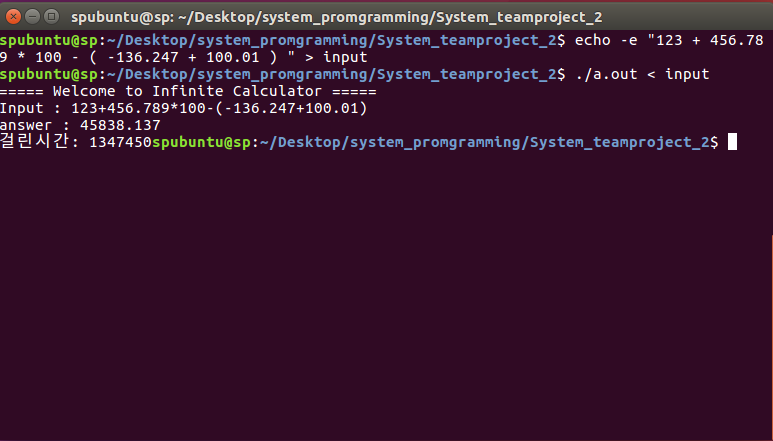 spubuntu@sp: ~/Desktop/system_promgramming/System_teamproject_2
spubuntu@sp:~/Desktop/system_promgramming/System_teamproject_2$ echo -e "123 + 456.78
9 * 100 - ( -136.247 + 100.01 ) " > input
spubuntu@sp:~/Desktop/system_promgramming/System_teamproject_2$ ./a.out < input
===== Welcome to Infinite Calculator =====
Input : 123+456.789*100-(-136.247+100.01)
answer : 45838.137
걸린시간: 1347450spubuntu@sp:~/Desktop/system_promgramming/System_teamproject_2$